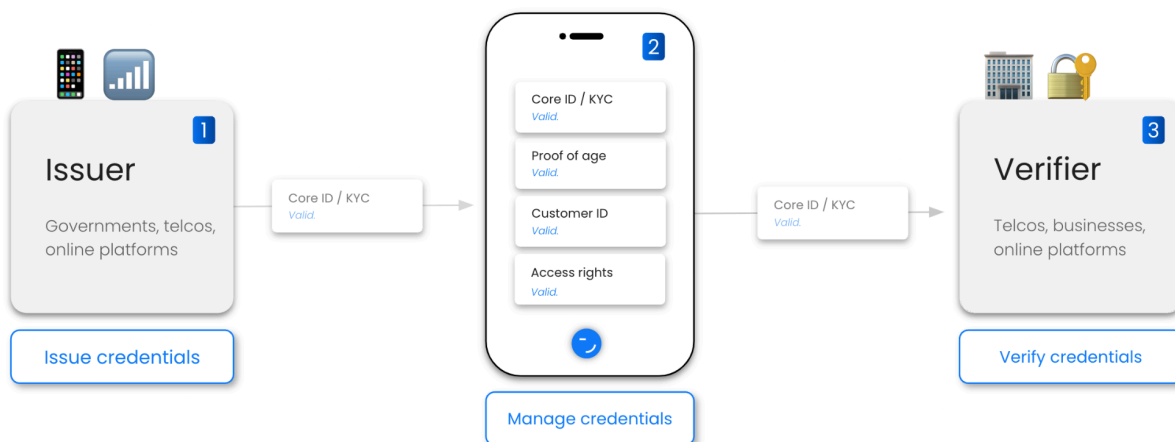 1
Issuer
Governments, telcos,
online platforms
Issue credentials
Core ID / KYC
Valid.
2
Core ID / KYC
Valid.
Proof of age
Valid.
Customer ID
Valid.
Access rights
Valid.
Manage credentials
Core ID / KYC
Valid.
3
Verifier
Telcos, businesses,
online platforms
Verify credentials